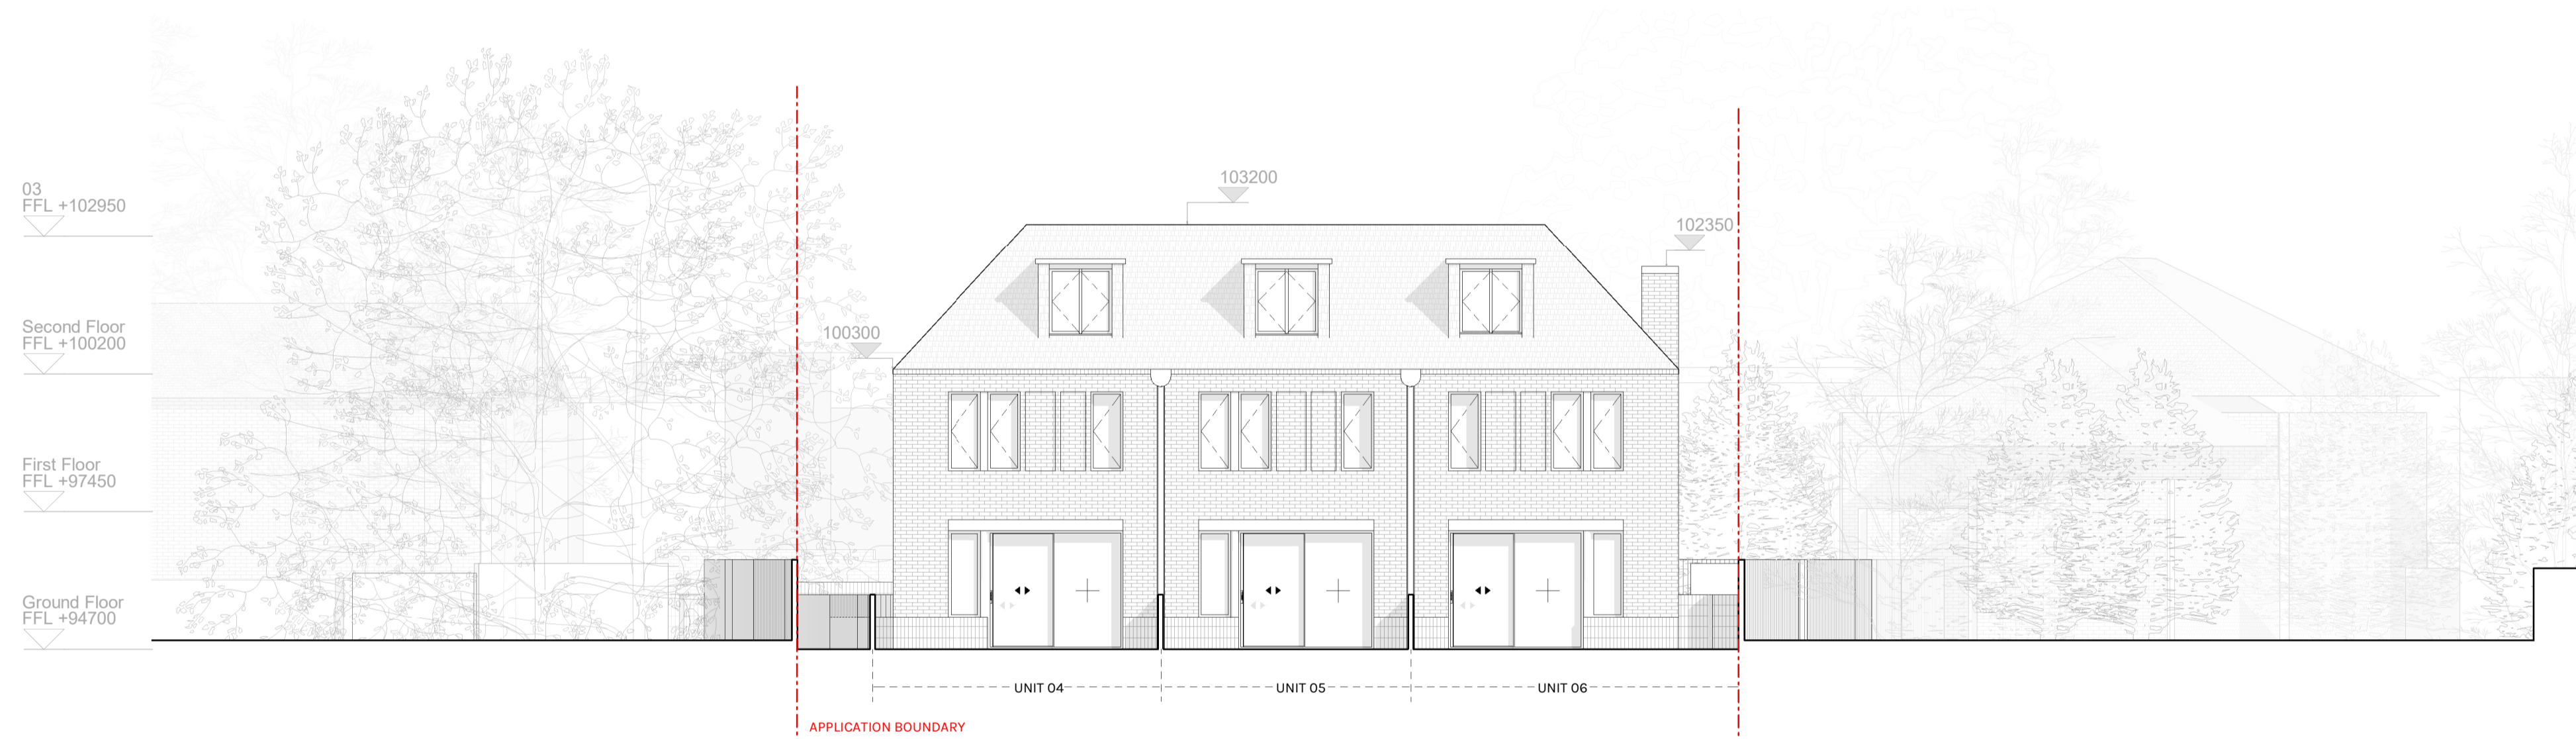 103200
03
FFL +102950
102350
Second Floor
FFL +100200
100300
First Floor
FFL +97450
Ground Floor
FFL +94700
UNIT 04
UNIT 05
UNIT 06
APPLICATION BOUNDARY